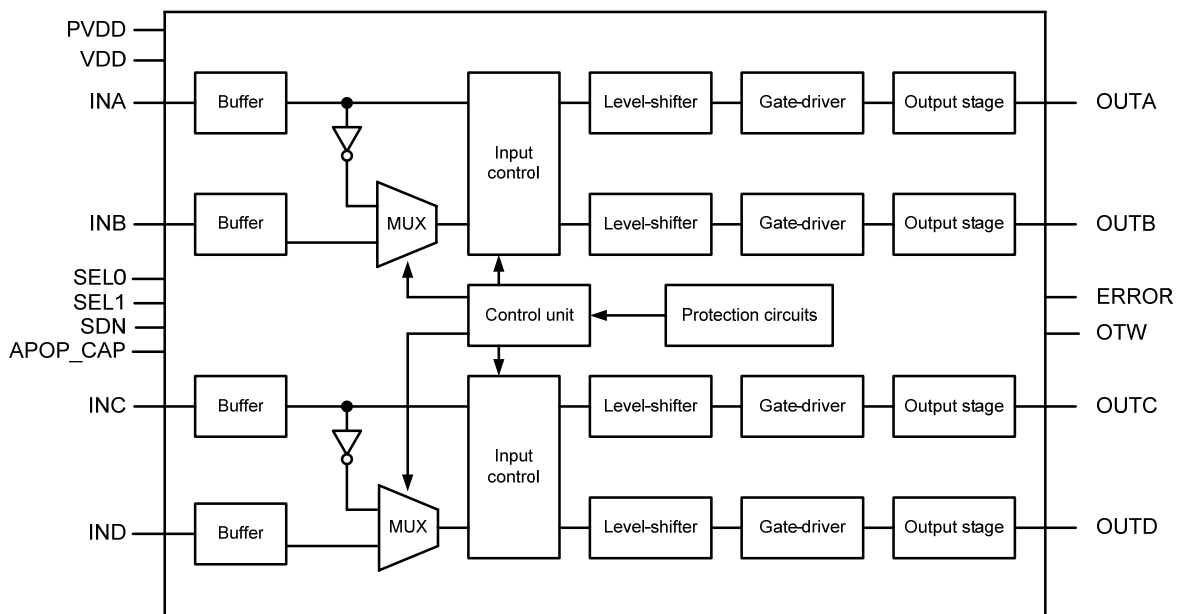 PVDD
VDD
INA
Buffer
Level-shifter
Gate-driver
Output stage
OUTA
Input
control
INB
Buffer
MUX
Level-shifter
Gate-driver
Output stage
OUTB
SEL0
SEL1
SDN
APOP_CAP
Control unit
Protection circuits
ERROR
OTW
INC
Buffer
Level-shifter
Gate-driver
Output stage
OUTC
Input
control
IND
Buffer
MUX
Level-shifter
Gate-driver
Output stage
OUTD